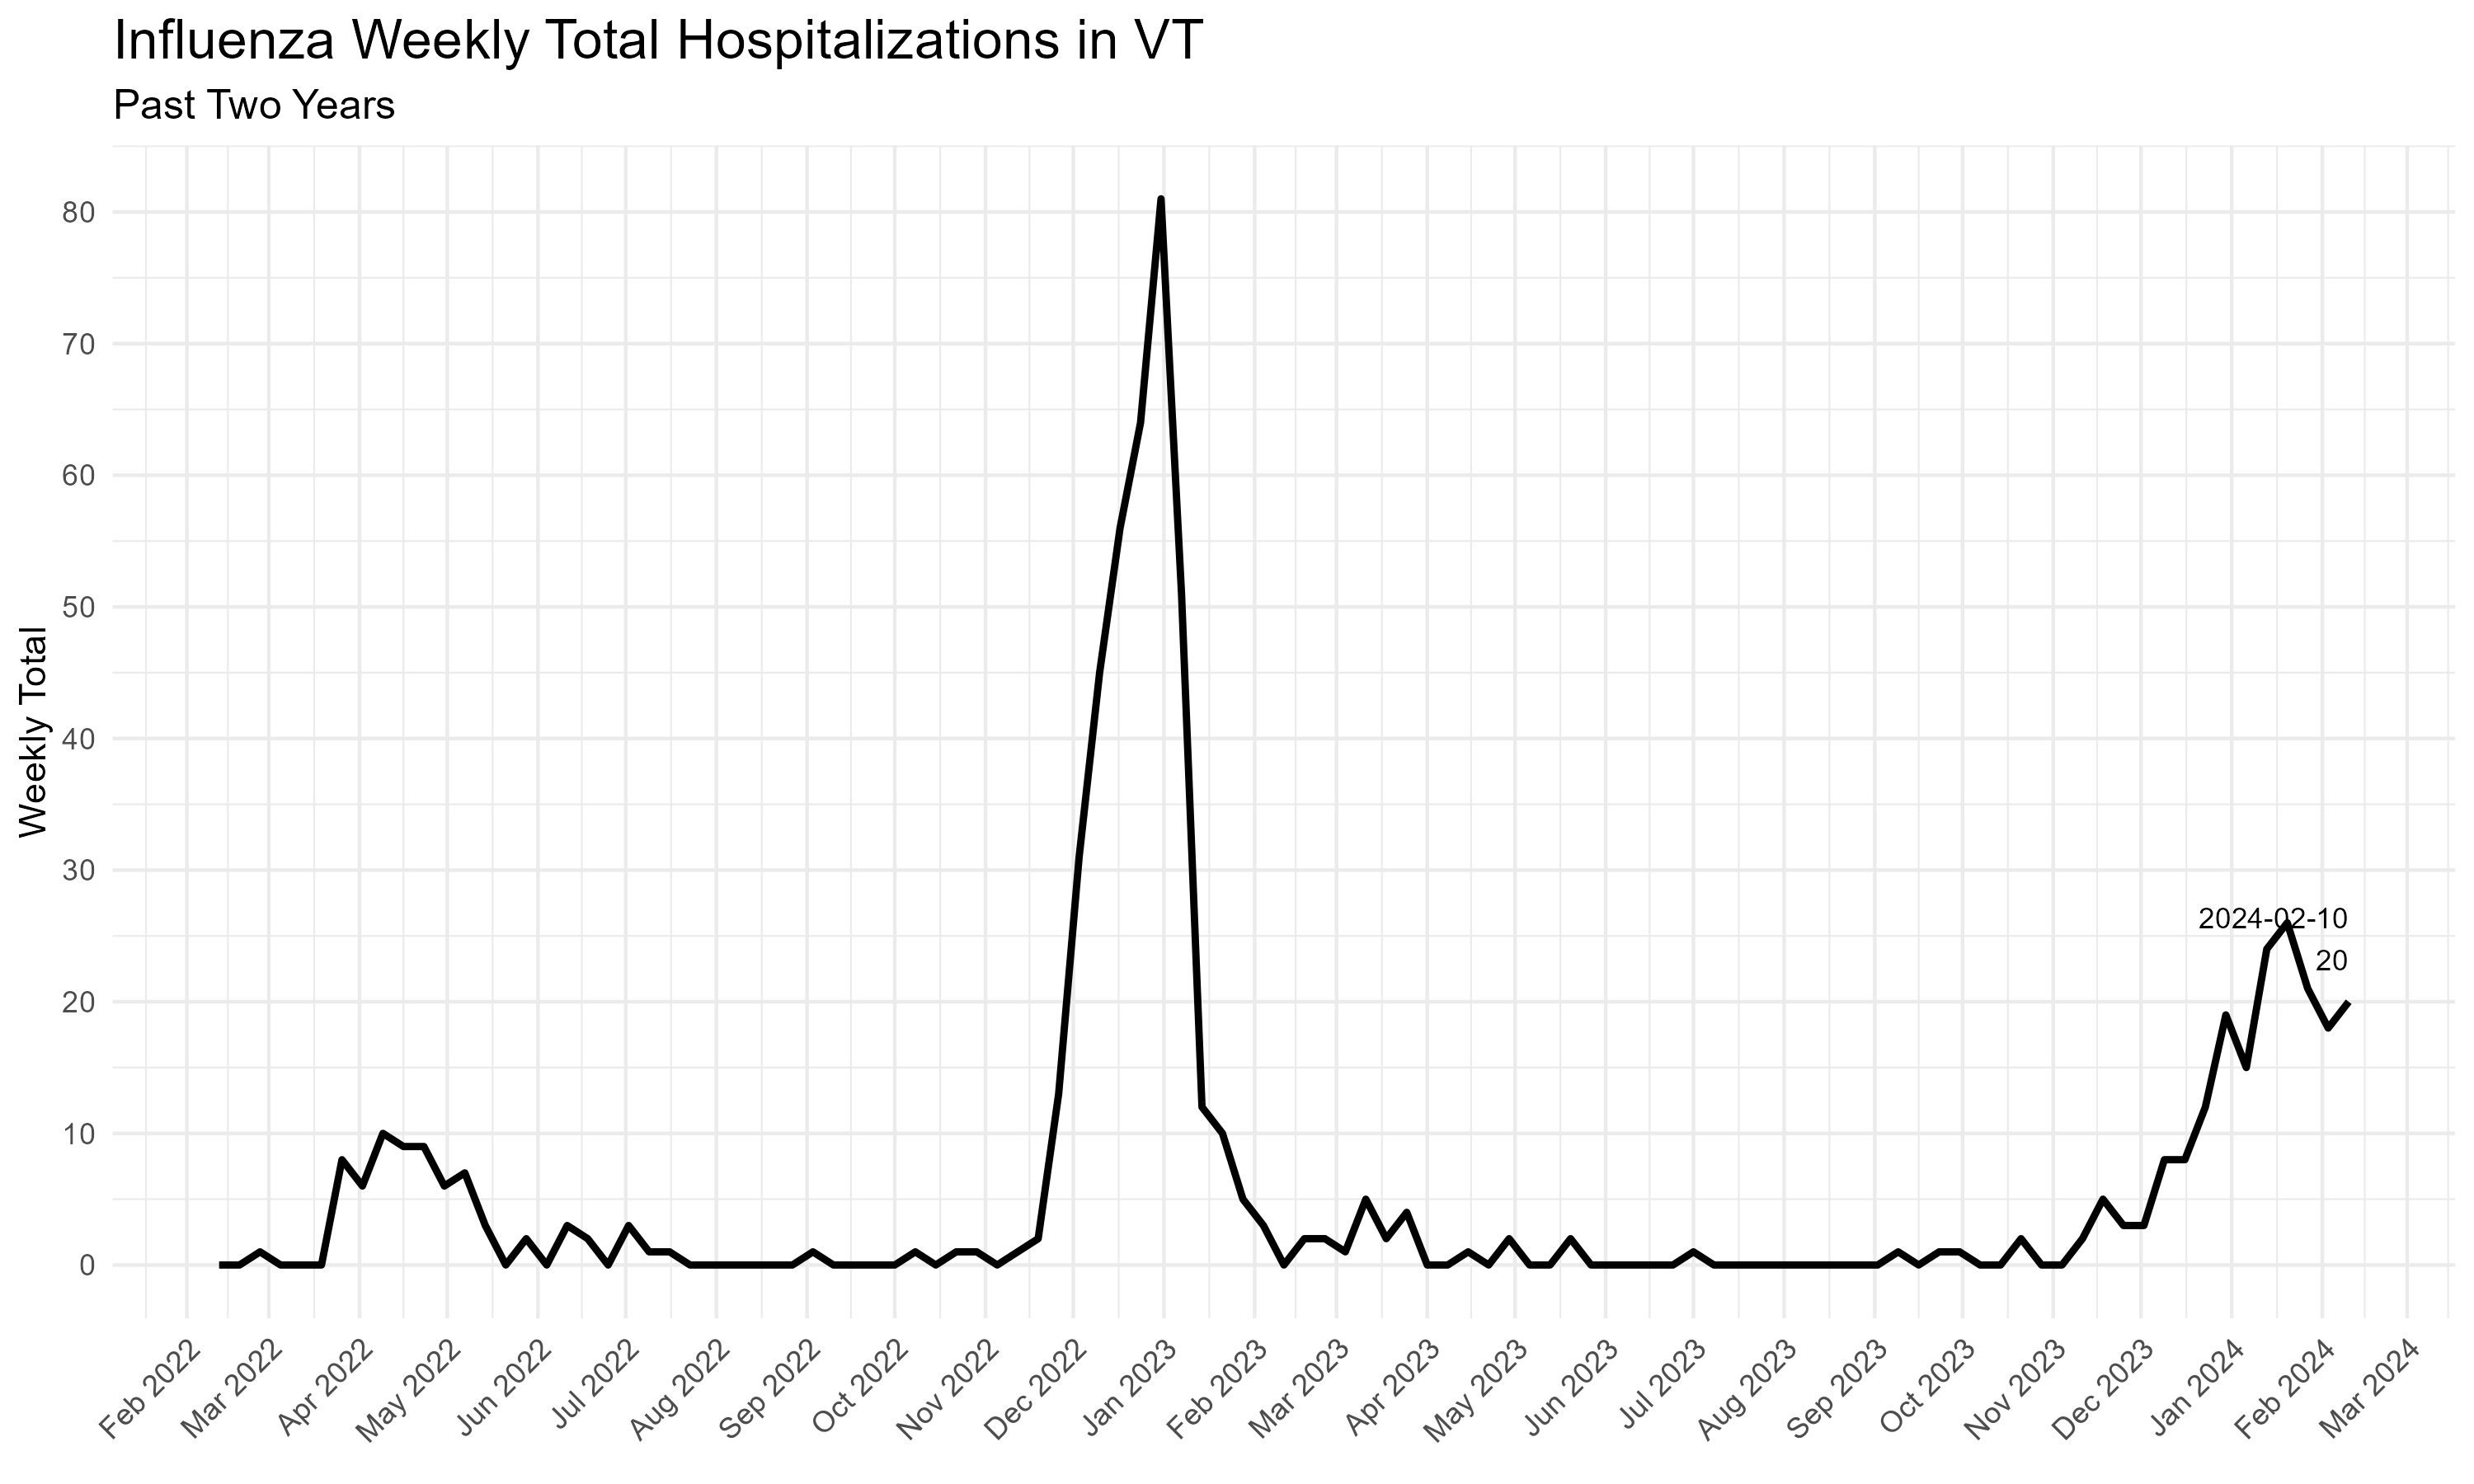 Influenza Weekly Total Hospitalizations in VT
Past Two Years
Weekly Total
80
70
60
50
40
30
20
10
0
2024-02-10
20
Feb 2022
Mar 2022
Apr 2022
May 2022
Jun 2022
Jul 2022
Aug 2022
Sep 2022
Oct 2022
Nov 2022
Dec 2022
Jan 2023
Feb 2023
Mar 2023
Apr 2023
May 2023
Jun 2023
Jul 2023
Aug 2023
Sep 2023
Oct 2023
Nov 2023
Dec 2023
Jan 2024
Feb 2024
Mar 2024